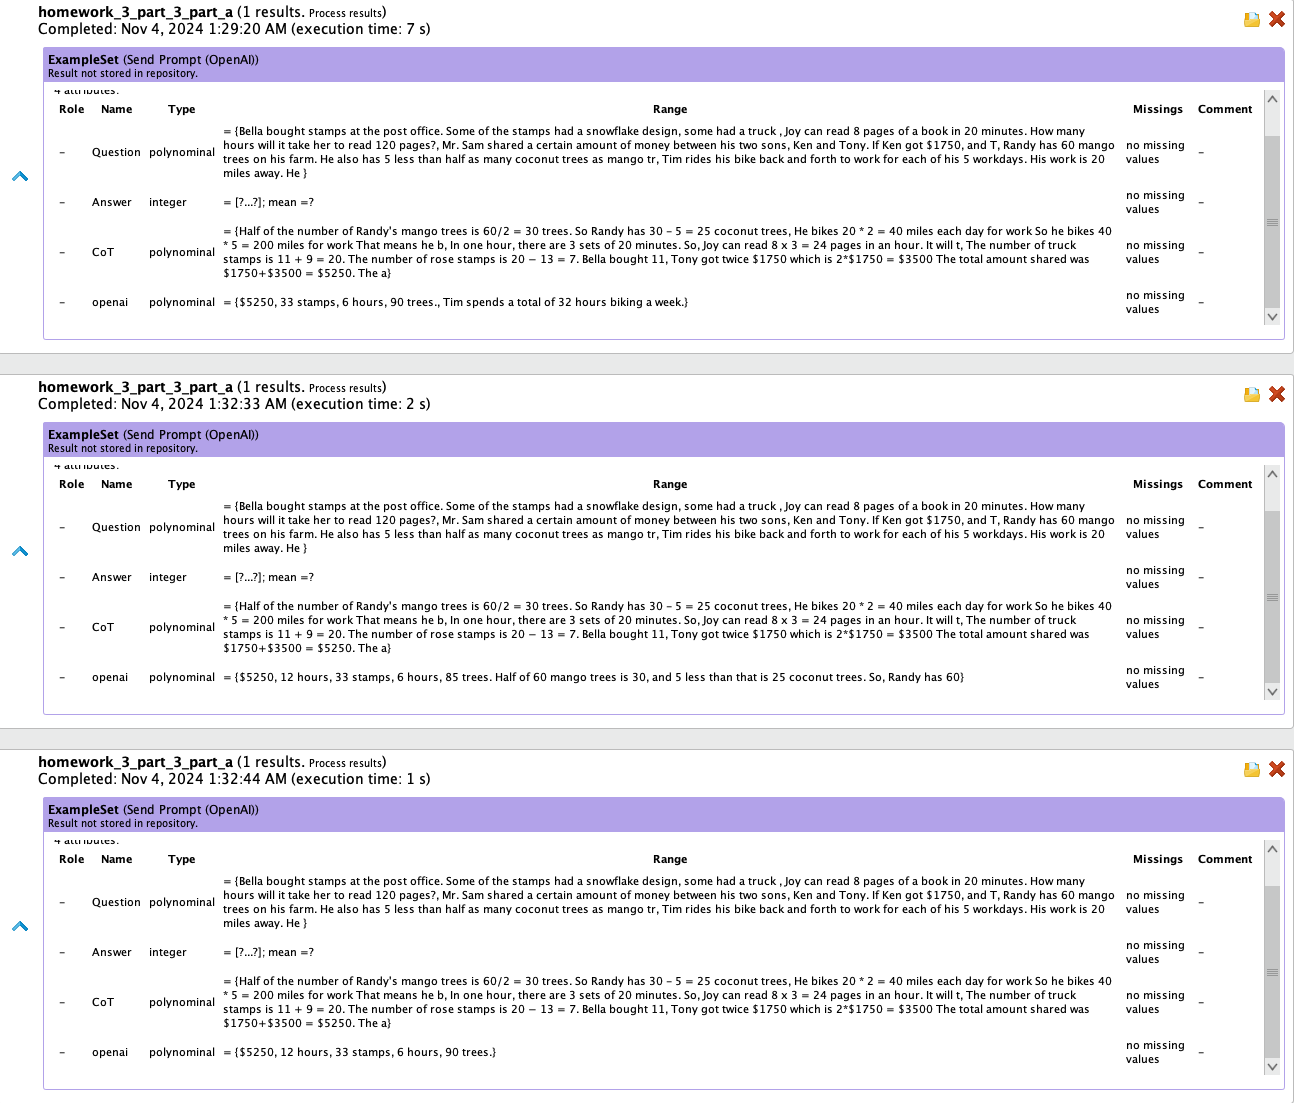 homework_3_part_3_part_a (1 results. Process results)
Completed: Nov 4, 2024 1:29:20 AM (execution time: 7 s)
ExampleSet (Send Prompt (OpenAI))
Result not stored in repository.
4 attributes:
Role Name Type Range Missings Comment
– Question polynominal = {Bella bought stamps at the post office. Some of the stamps had a snowflake design, some had a truck , Joy can read 8 pages of a book in 20 minutes. How many
hours will it take her to read 120 pages?, Mr. Sam shared a certain amount of money between his two sons, Ken and Tony. If Ken got $1750, and T, Randy has 60 mango
trees on his farm. He also has 5 less than half as many coconut trees as mango tr, Tim rides his bike back and forth to work for each of his 5 workdays. His work is 20
miles away. He }
no missing
values
–
– Answer integer = [?...?]; mean =?
no missing
values
–
– CoT polynominal = {Half of the number of Randy's mango trees is 60/2 = 30 trees. So Randy has 30 - 5 = 25 coconut trees, He bikes 20 * 2 = 40 miles each day for work So he bikes 40
* 5 = 200 miles for work That means he b, In one hour, there are 3 sets of 20 minutes. So, Joy can read 8 x 3 = 24 pages in an hour. It will t, The number of truck
stamps is 11 + 9 = 20. The number of rose stamps is 20 − 13 = 7. Bella bought 11, Tony got twice $1750 which is 2*$1750 = $3500 The total amount shared was
$1750+$3500 = $5250. The a}
no missing
values
–
– openai polynominal = {$5250, 33 stamps, 6 hours, 90 trees., Tim spends a total of 32 hours biking a week.}
no missing
values
–
homework_3_part_3_part_a (1 results. Process results)
Completed: Nov 4, 2024 1:32:33 AM (execution time: 2 s)
ExampleSet (Send Prompt (OpenAI))
Result not stored in repository.
4 attributes:
Role Name Type Range Missings Comment
– Question polynominal = {Bella bought stamps at the post office. Some of the stamps had a snowflake design, some had a truck , Joy can read 8 pages of a book in 20 minutes. How many
hours will it take her to read 120 pages?, Mr. Sam shared a certain amount of money between his two sons, Ken and Tony. If Ken got $1750, and T, Randy has 60 mango
trees on his farm. He also has 5 less than half as many coconut trees as mango tr, Tim rides his bike back and forth to work for each of his 5 workdays. His work is 20
miles away. He }
no missing
values
–
– Answer integer = [?...?]; mean =?
no missing
values
–
– CoT polynominal = {Half of the number of Randy's mango trees is 60/2 = 30 trees. So Randy has 30 - 5 = 25 coconut trees, He bikes 20 * 2 = 40 miles each day for work So he bikes 40
* 5 = 200 miles for work That means he b, In one hour, there are 3 sets of 20 minutes. So, Joy can read 8 x 3 = 24 pages in an hour. It will t, The number of truck
stamps is 11 + 9 = 20. The number of rose stamps is 20 − 13 = 7. Bella bought 11, Tony got twice $1750 which is 2*$1750 = $3500 The total amount shared was
$1750+$3500 = $5250. The a}
no missing
values
–
– openai polynominal = {$5250, 12 hours, 33 stamps, 6 hours, 85 trees. Half of 60 mango trees is 30, and 5 less than that is 25 coconut trees. So, Randy has 60}
no missing
values
–
homework_3_part_3_part_a (1 results. Process results)
Completed: Nov 4, 2024 1:32:44 AM (execution time: 1 s)
ExampleSet (Send Prompt (OpenAI))
Result not stored in repository.
4 attributes:
Role Name Type Range Missings Comment
– Question polynominal = {Bella bought stamps at the post office. Some of the stamps had a snowflake design, some had a truck , Joy can read 8 pages of a book in 20 minutes. How many
hours will it take her to read 120 pages?, Mr. Sam shared a certain amount of money between his two sons, Ken and Tony. If Ken got $1750, and T, Randy has 60 mango
trees on his farm. He also has 5 less than half as many coconut trees as mango tr, Tim rides his bike back and forth to work for each of his 5 workdays. His work is 20
miles away. He }
no missing
values
–
– Answer integer = [?...?]; mean =?
no missing
values
–
– CoT polynominal = {Half of the number of Randy's mango trees is 60/2 = 30 trees. So Randy has 30 - 5 = 25 coconut trees, He bikes 20 * 2 = 40 miles each day for work So he bikes 40
* 5 = 200 miles for work That means he b, In one hour, there are 3 sets of 20 minutes. So, Joy can read 8 x 3 = 24 pages in an hour. It will t, The number of truck
stamps is 11 + 9 = 20. The number of rose stamps is 20 − 13 = 7. Bella bought 11, Tony got twice $1750 which is 2*$1750 = $3500 The total amount shared was
$1750+$3500 = $5250. The a}
no missing
values
–
– openai polynominal = {$5250, 12 hours, 33 stamps, 6 hours, 90 trees.}
no missing
values
–